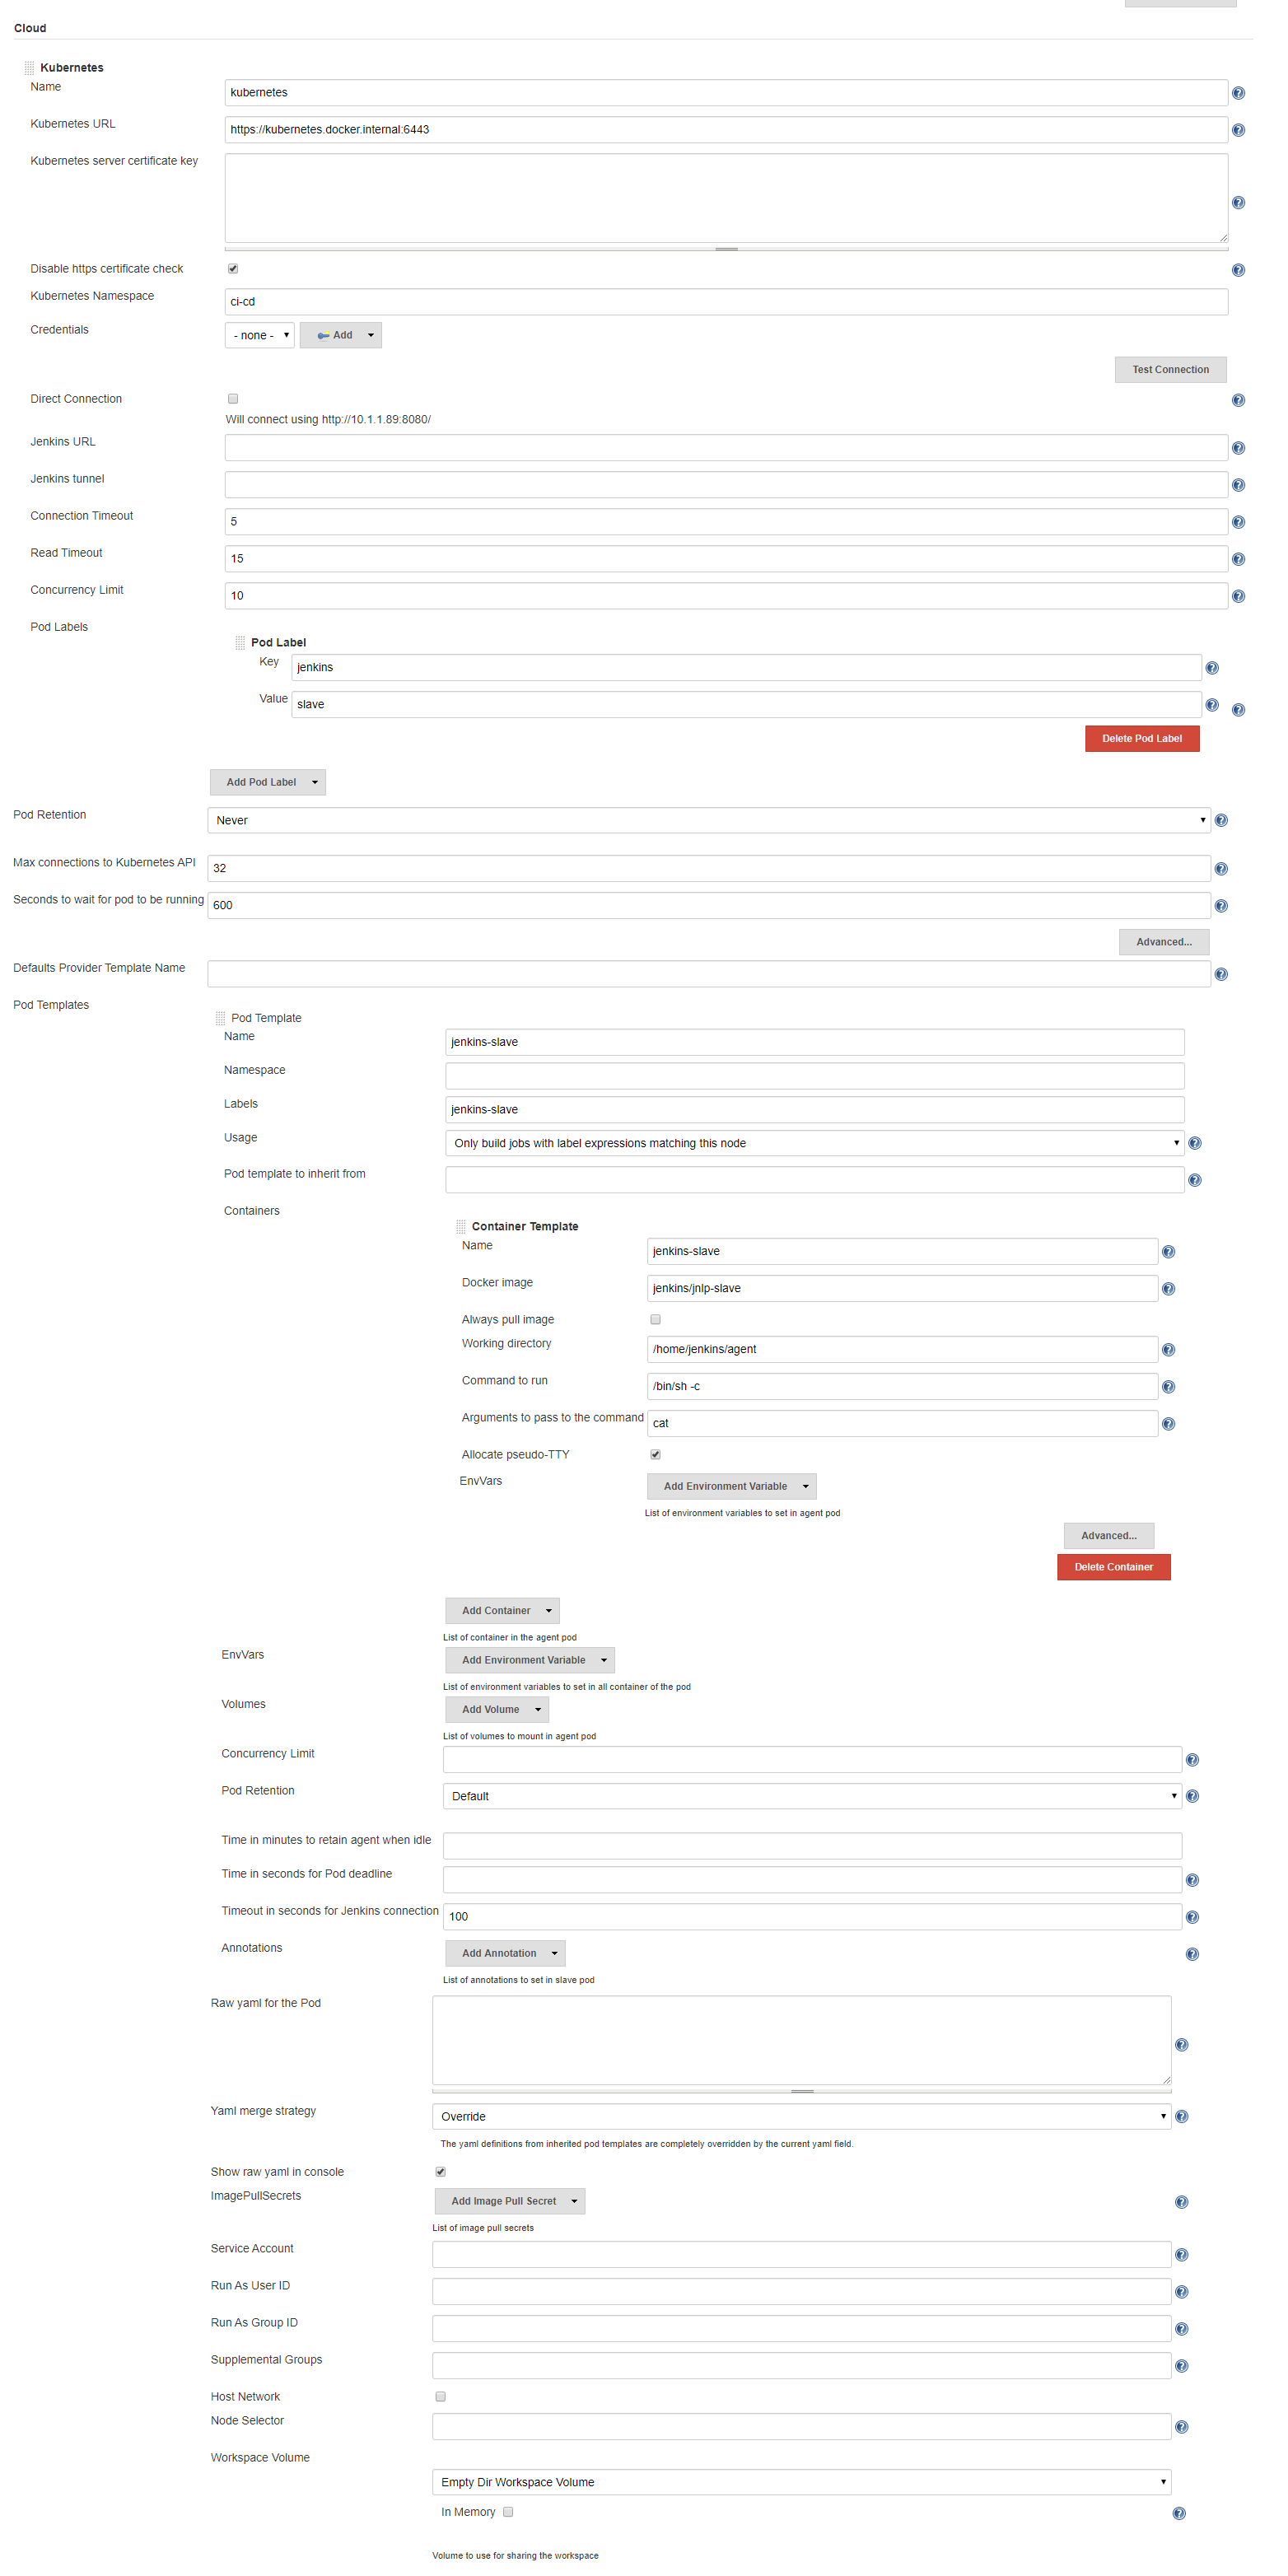 Cloud
Kubernetes
Name
kubernetes
Kubernetes URL
https://kubernetes.docker.internal:6443
Kubernetes server certificate key
Disable https certificate check
Kubernetes Namespace
ci-cd
Credentials
- none -
Add
Test Connection
Direct Connection
Will connect using http://10.1.1.89:8080/
Jenkins URL
Jenkins tunnel
Connection Timeout
5
Read Timeout
15
Concurrency Limit
10
Pod Labels
Pod Label
Key
jenkins
Value
slave
Delete Pod Label
Add Pod Label
Pod Retention
Never
Max connections to Kubernetes API
32
Seconds to wait for pod to be running
600
Advanced...
Defaults Provider Template Name
Pod Templates
Pod Template
Name
jenkins-slave
Namespace
Labels
jenkins-slave
Usage
Only build jobs with label expressions matching this node
Pod template to inherit from
Containers
Container Template
Name
jenkins-slave
Docker image
jenkins/jnlp-slave
Always pull image
Working directory
/home/jenkins/agent
Command to run
/bin/sh -c
Arguments to pass to the command
cat
Allocate pseudo-TTY
EnvVars
Add Environment Variable
List of environment variables to set in agent pod
Advanced...
Delete Container
Add Container
List of container in the agent pod
EnvVars
Add Environment Variable
List of environment variables to set in all container of the pod
Volumes
Add Volume
List of volumes to mount in agent pod
Concurrency Limit
Pod Retention
Default
Time in minutes to retain agent when idle
Time in seconds for Pod deadline
Timeout in seconds for Jenkins connection
100
Annotations
Add Annotation
List of annotations to set in slave pod
Raw yaml for the Pod
Yaml merge strategy
Override
The yaml definitions from inherited pod templates are completely overridden by the current yaml field.
Show raw yaml in console
ImagePullSecrets
Add Image Pull Secret
List of image pull secrets
Service Account
Run As User ID
Run As Group ID
Supplemental Groups
Host Network
Node Selector
Workspace Volume
Empty Dir Workspace Volume
In Memory
Volume to use for sharing the workspace